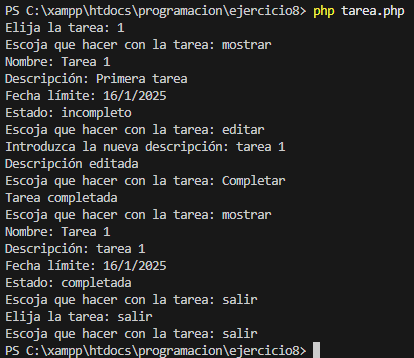 PS C:\xampp\htdocs\programacion\ejercicio8> php tarea.php
Elija la tarea: 1
Escoja que hacer con la tarea: mostrar
Nombre: Tarea 1
Descripción: Primera tarea
Fecha límite: 16/1/2025
Estado: incompleto
Escoja que hacer con la tarea: editar
Introduzca la nueva descripción: tarea 1
Descripción editada
Escoja que hacer con la tarea: Completar
Tarea completada
Escoja que hacer con la tarea: mostrar
Nombre: Tarea 1
Descripción: tarea 1
Fecha límite: 16/1/2025
Estado: completada
Escoja que hacer con la tarea: salir
Elija la tarea: salir
Escoja que hacer con la tarea: salir
PS C:\xampp\htdocs\programacion\ejercicio8>